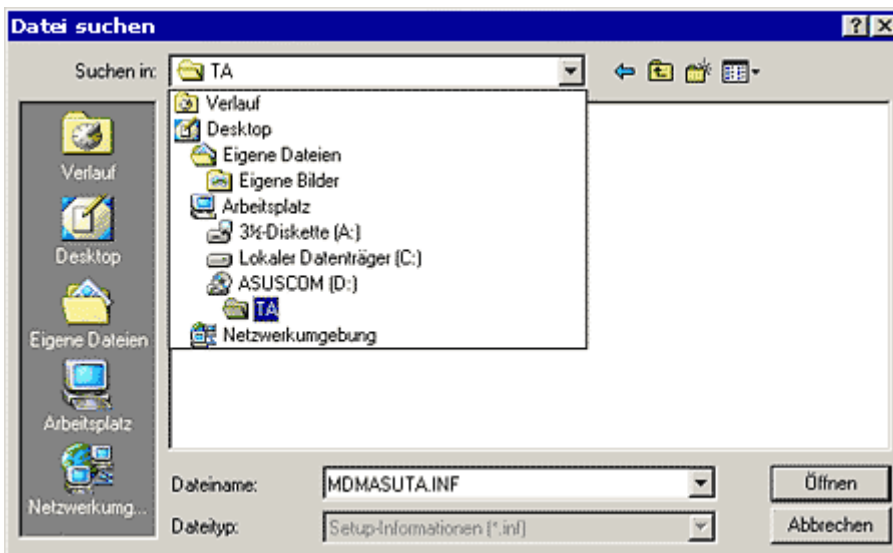 Datei suchen
Suchen in: TA
Verlauf
Desktop
Eigene Dateien
Eigene Bilder
Arbeitsplatz
3½-Diskette (A:)
Lokaler Datenträger (C:)
ASUSCOM (D:)
TA
Netzwerkumgebung
Verlauf
Desktop
Eigene Dateien
Arbeitsplatz
Netzwerkumg...
Dateiname: MDMASUTA.INF Öffnen
Dateityp: Setup-Informationen (*.inf) Abbrechen